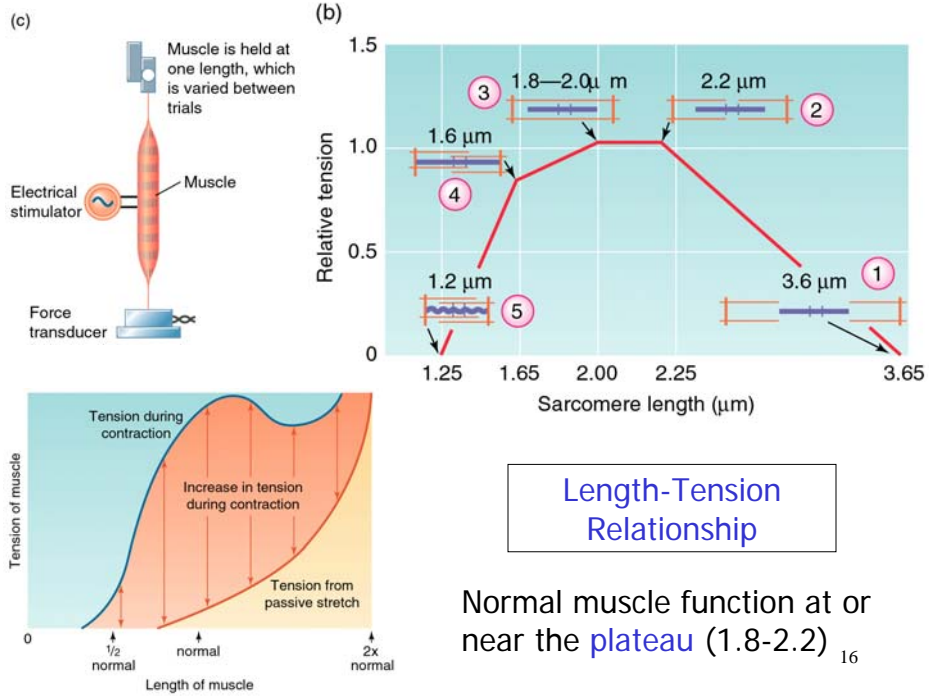 (c)
Muscle is held at
one length, which
is varied between
trials
Electrical
stimulator
Muscle
Force
transducer
(b)
1.5
1.0
0.5
0
Relative tension
3
1.8—2.0μ m
2.2 μm
2
1.6 μm
4
1.2 μm
5
1
3.6 μm
1.25
1.65
2.00
2.25
3.65
Sarcomere length (μm)
Tension during
contraction
Increase in tension
during contraction
Tension from
passive stretch
Tension of muscle
0
1/2
normal
normal
2x
normal
Length of muscle
Length-Tension
Relationship
Normal muscle function at or
near the plateau (1.8-2.2)
16